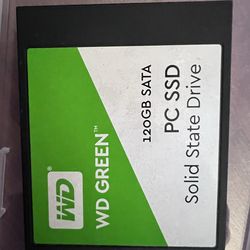 WD
WD GREEN™
120GB SATA
PC SSD
Solid State Drive